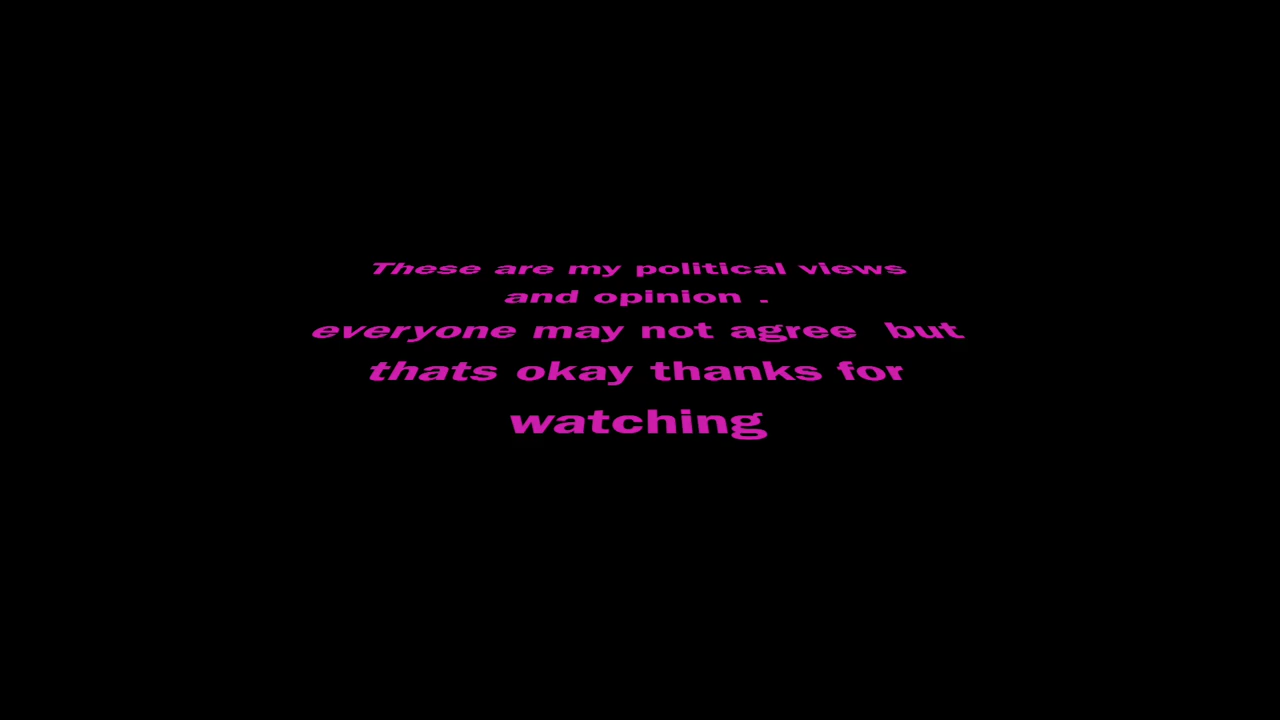 These are my political views
and opinion .
everyone may not agree  but
thats okay thanks for
watching